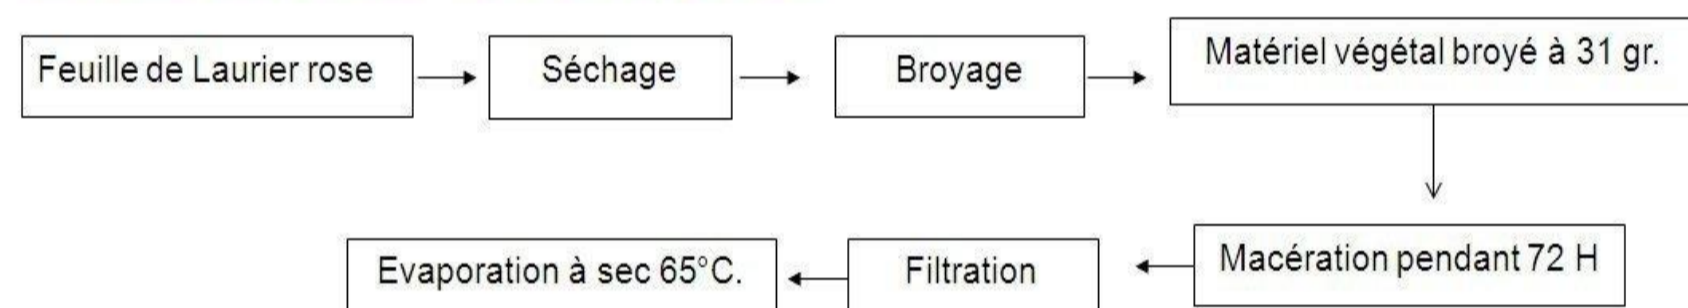 Feuille de Laurier rose
Séchage
Broyage
Matériel végétal broyé à 31 gr.
Macération pendant 72 H
Filtration
Evaporation à sec 65°C.